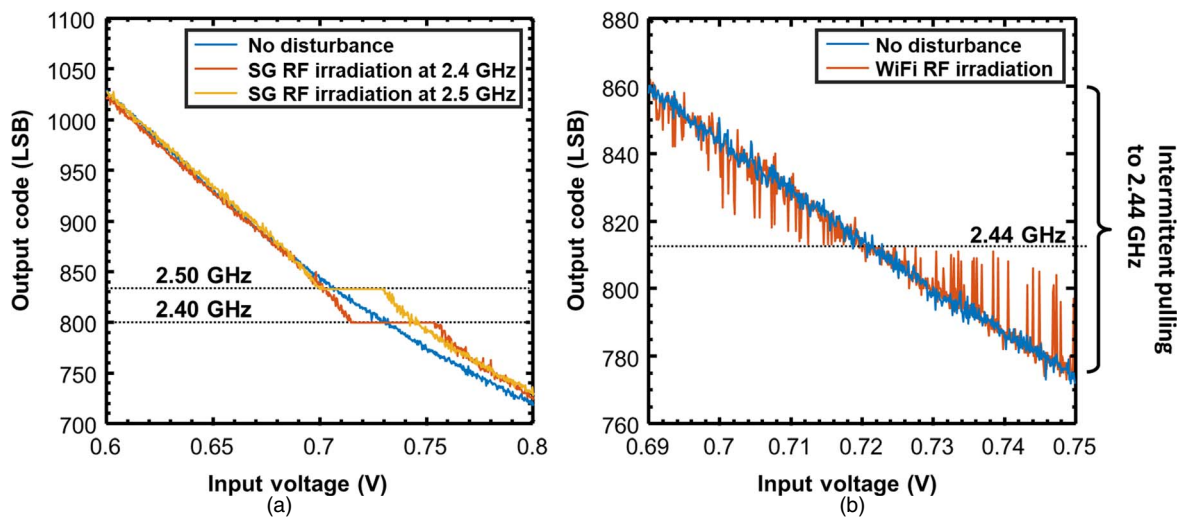 No disturbance
SG RF irradiation at 2.4 GHz
SG RF irradiation at 2.5 GHz
1100
1050
1000
950
900
850
800
750
700
Output code (LSB)
2.50 GHz
2.40 GHz
0.6
0.65
0.7
0.75
0.8
Input voltage (V)
(a)
No disturbance
WiFi RF irradiation
880
860
840
820
800
780
760
Output code (LSB)
2.44 GHz
0.69
0.7
0.71
0.72
0.73
0.74
0.75
Input voltage (V)
(b)
Intermittent pulling
to 2.44 GHz